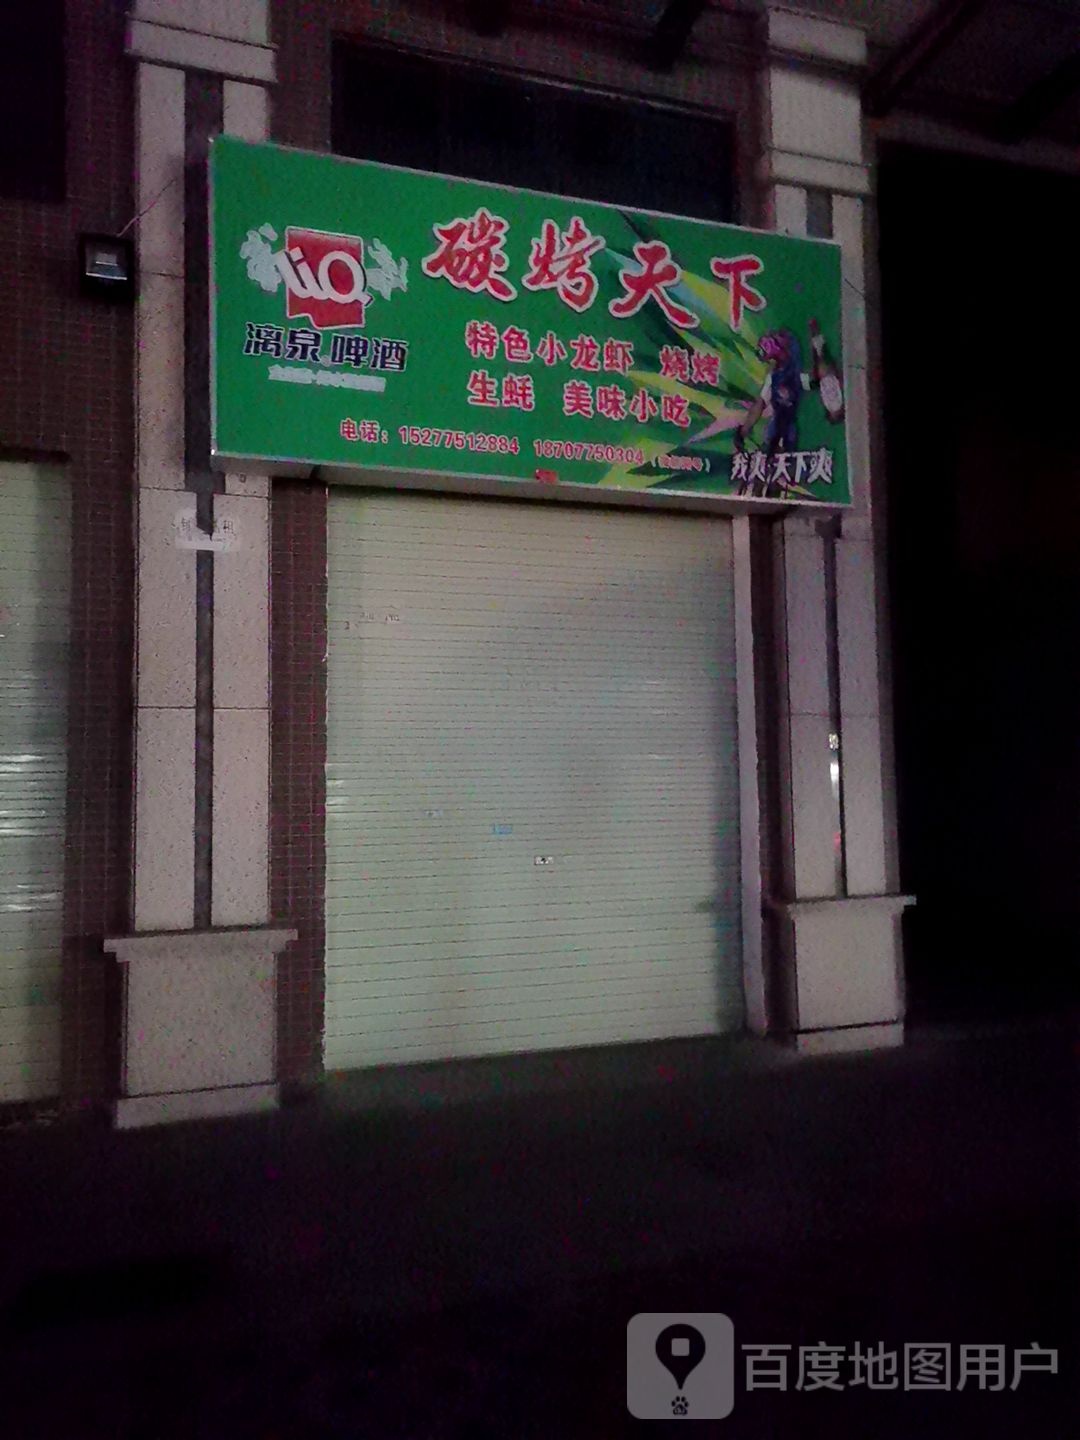 碳烤天下
LiQ
漓泉 啤酒
特色小龙虾 烧烤
生蚝 美味小吃
电话：15277512884 18707750304
我爽 天下爽
百度地图用户